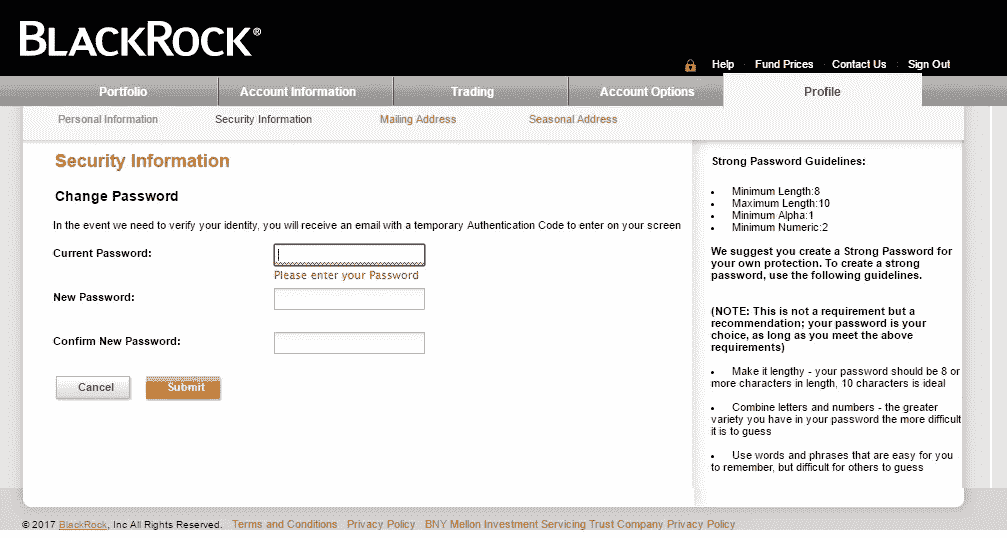 BLACKROCK®
Help · Fund Prices · Contact Us : Sign Out
Portfolio Account Information Trading Account Options Profile
Personal Information Security Information Mailing Address Seasonal Address
Security Information
Change Password
In the event we need to verify your identity, you will receive an email with a temporary Authentication Code to enter on your screen
Current Password:
Please enter your Password
New Password:
Confirm New Password:
Cancel Submit
Strong Password Guidelines:
• Minimum Length:8
• Maximum Length:10
• Minimum Alpha:1
• Minimum Numeric:2
We suggest you create a Strong Password for
your own protection. To create a strong
password, use the following guidelines.
(NOTE: This is not a requirement but a
recommendation; your password is your
choice, as long as you meet the above
requirements)
• Make it lengthy - your password should be 8 or
more characters in length, 10 characters is ideal
• Combine letters and numbers - the greater
variety you have in your password the more difficult
it is to guess
• Use words and phrases that are easy for you
to remember, but difficult for others to guess
© 2017 BlackRock, Inc All Rights Reserved. Terms and Conditions Privacy Policy BNY Mellon Investment Servicing Trust Company Privacy Policy